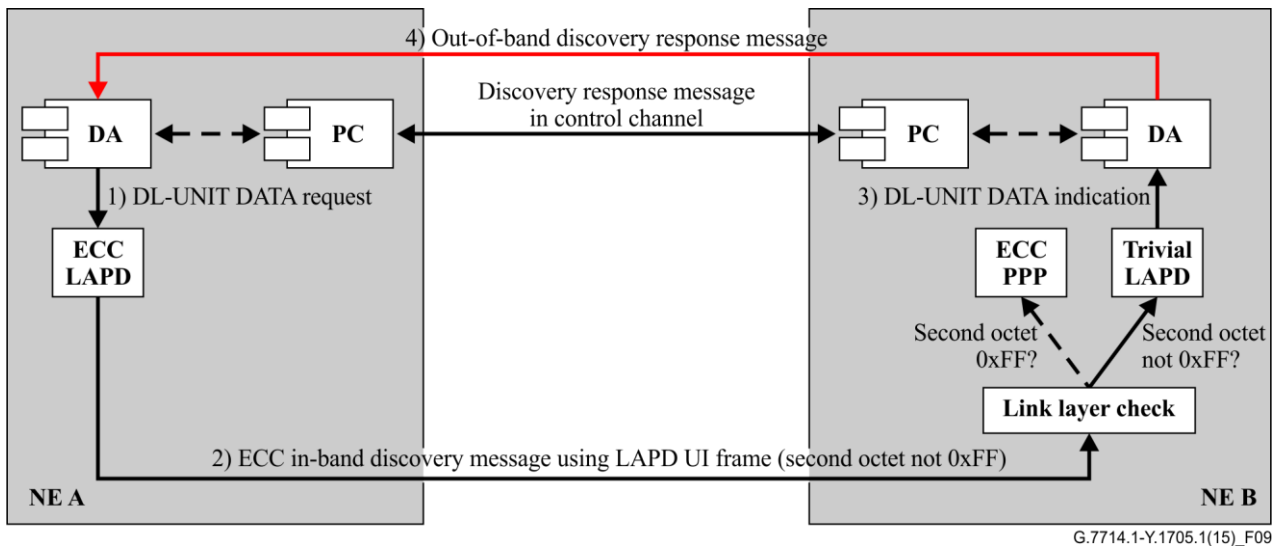 4) Out-of-band discovery response message
Discovery response message
in control channel
DA
PC
PC
DA
1) DL-UNIT DATA request
3) DL-UNIT DATA indication
ECC
LAPD
ECC
PPP
Trivial
LAPD
Second octet
0xFF?
Second octet
not 0xFF?
Link layer check
2) ECC in-band discovery message using LAPD UI frame (second octet not 0xFF)
NE A
NE B
G.7714.1-Y.1705.1(15)_F09